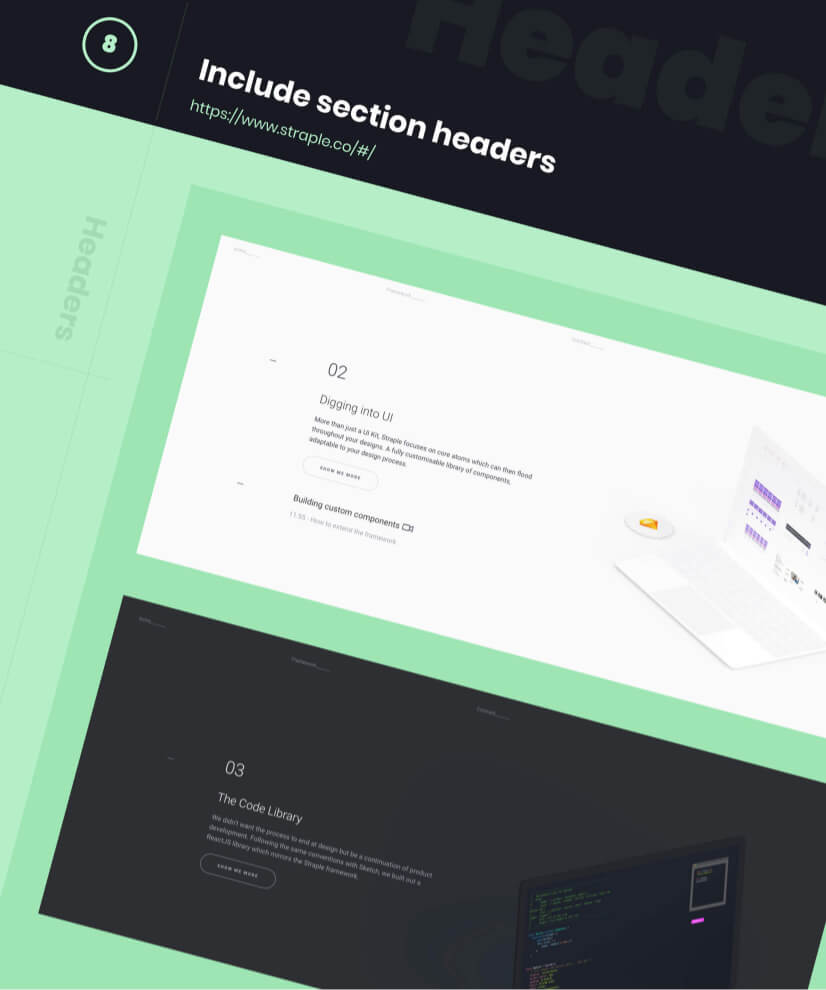 8
Header
Include section headers
https://www.straple.co/#/
Headers
02
Digging into UI
More than just a UI Kit, Straple focuses on core atoms which can then flood
throughout your designs. A fully customisable library of components,
adaptable to your design process.
SHOW ME MORE
Building custom components
11:55 - How to extend the framework
03
The Code Library
We didn't want the process to end at design but be a continuation of product
development. Following the same conventions with Sketch, we built out a
ReactJS library which mirrors the Straple framework.
SHOW ME MORE